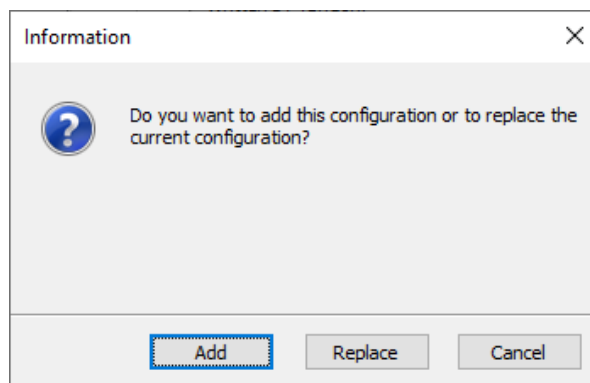 Information
Do you want to add this configuration or to replace the
current configuration?
Add
Replace
Cancel